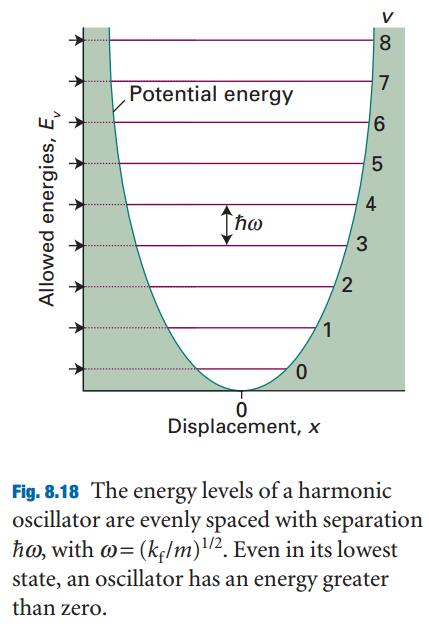 v
8
7
Potential energy
6
5
4
ħω
3
2
1
0
Allowed energies, Eᵥ
0
Displacement, x
Fig. 8.18 The energy levels of a harmonic
oscillator are evenly spaced with separation
ħω, with ω = (k_f/m)^1/2. Even in its lowest
state, an oscillator has an energy greater
than zero.